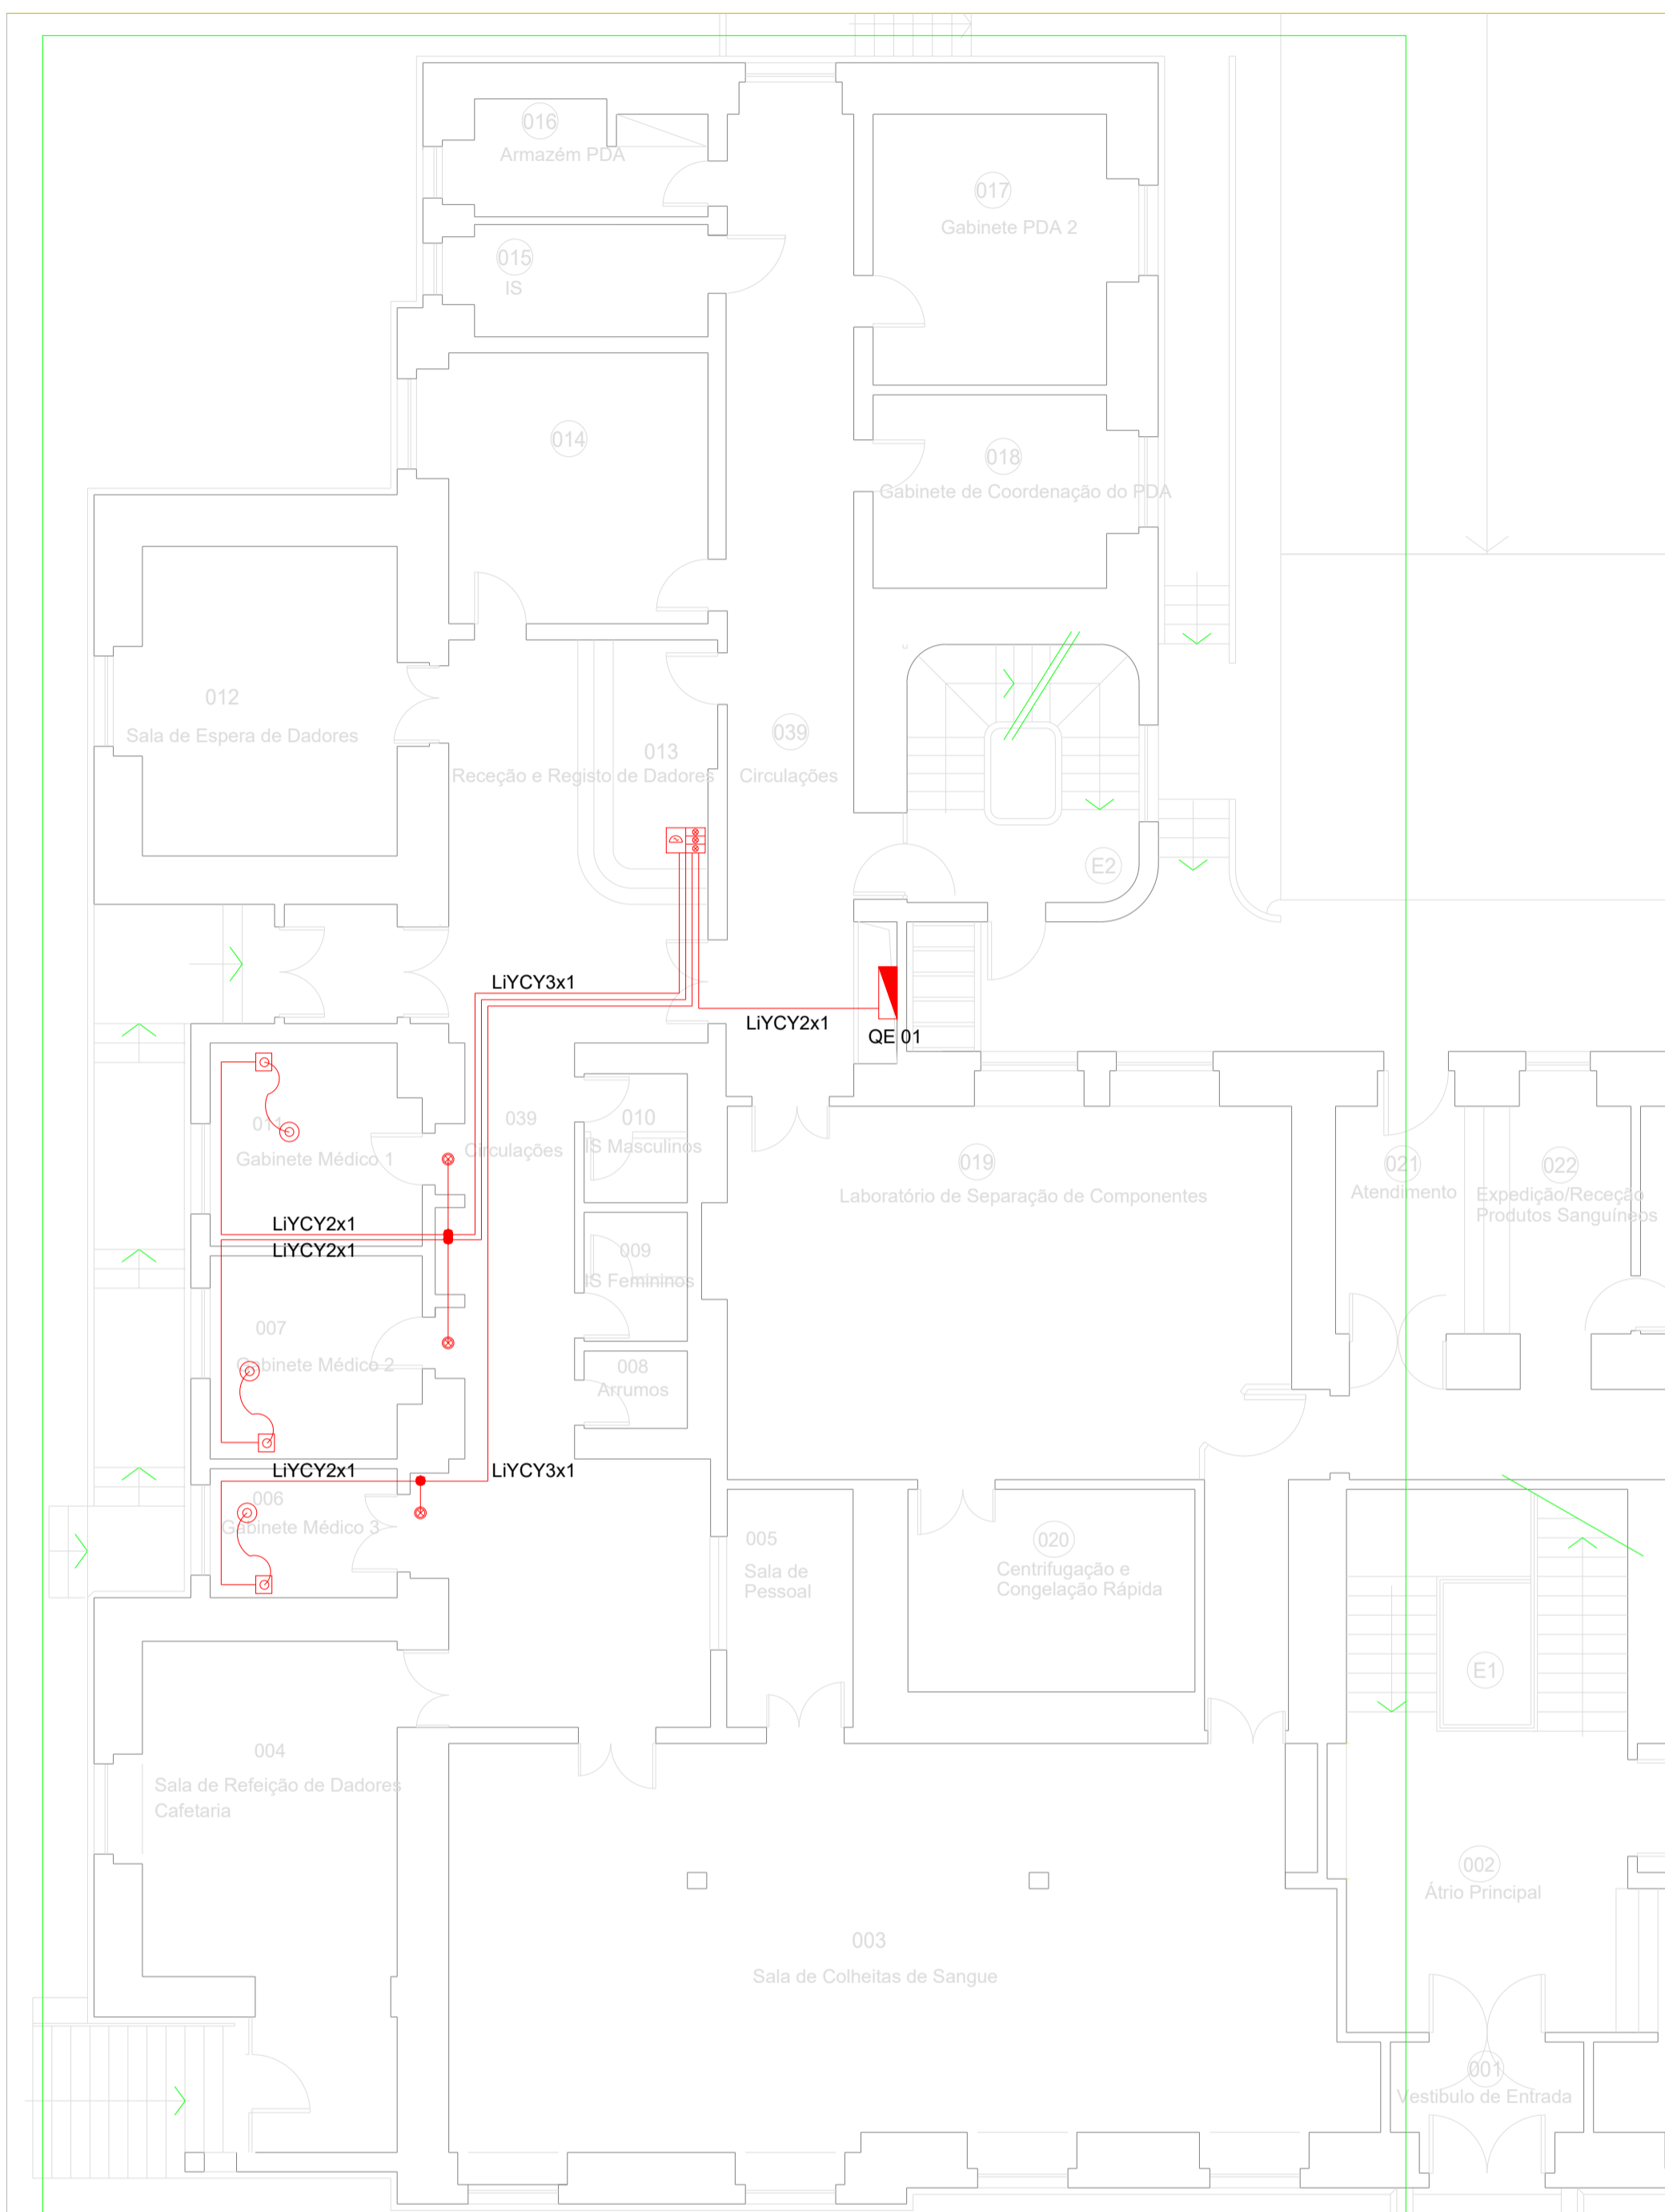 016
Armazém PDA
017
Gabinete PDA 2
015
IS
014
018
Gabinete de Coordenação do PDA
012
Sala de Espera de Dadores
013
Receção e Registo de Dadores
039
Circulações
E2
LiYCY3x1
LiYCY2x1
QE 01
011
Gabinete Médico 1
039
Circulações
010
IS Masculinos
019
Laboratório de Separação de Componentes
021
Atendimento
022
Expedição/Receção
Produtos Sanguíneos
LiYCY2x1
LiYCY2x1
009
IS Femininos
007
Gabinete Médico 2
008
Arrumos
LiYCY2x1
LiYCY3x1
006
Gabinete Médico 3
005
Sala de
Pessoal
020
Centrifugação e
Congelação Rápida
E1
004
Sala de Refeição de Dadores
Cafetaria
002
Átrio Principal
003
Sala de Colheitas de Sangue
001
Vestibulo de Entrada